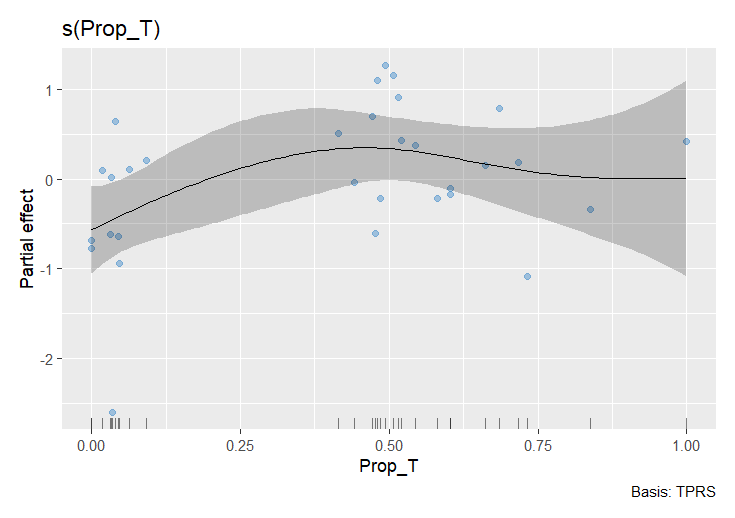 s(Prop_T)
Partial effect
1
0
-1
-2
0.00 0.25 0.50 0.75 1.00
Prop_T
Basis: TPRS